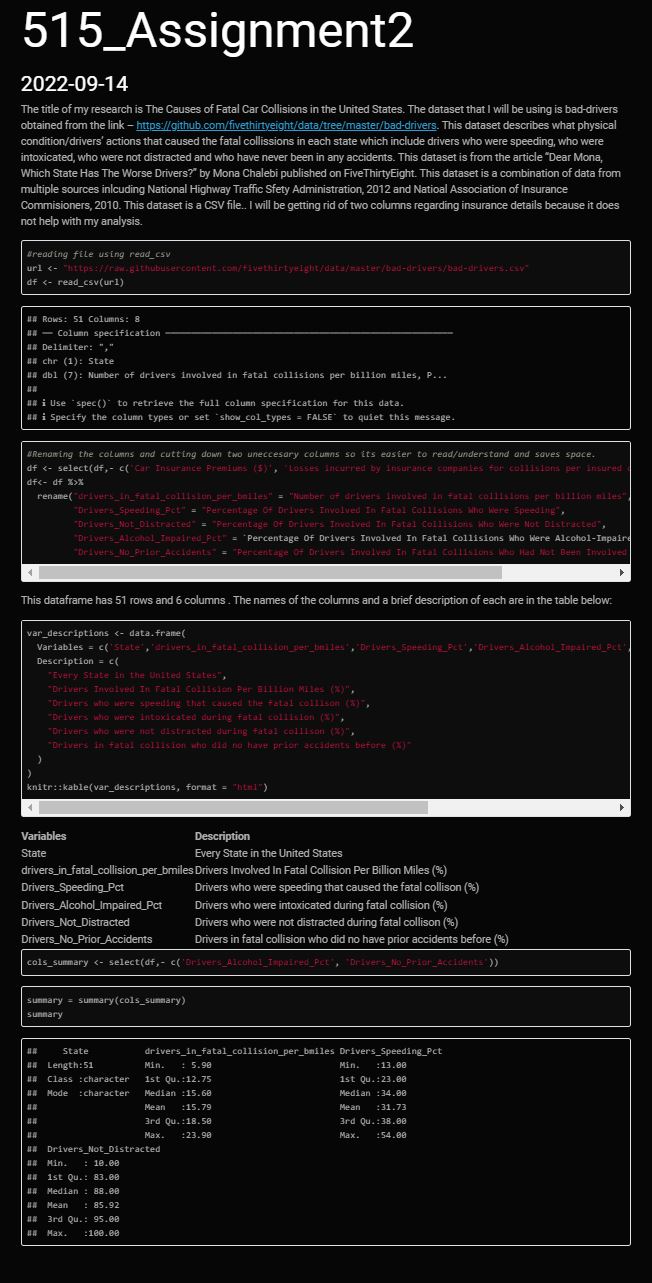 515_Assignment2
2022-09-14
The title of my research is The Causes of Fatal Car Collisions in the United States. The dataset that I will be using is bad-drivers
obtained from the link – https://github.com/fivethirtyeight/data/tree/master/bad-drivers. This dataset describes what physical
condition/drivers' actions that caused the fatal collissions in each state which include drivers who were speeding, who were
intoxicated, who were not distracted and who have never been in any accidents. This dataset is from the article “Dear Mona,
Which State Has The Worse Drivers?” by Mona Chalebi published on FiveThirtyEight. This dataset is a combination of data from
multiple sources inlcuding National Highway Traffic Sfety Administration, 2012 and Natioal Association of Insurance
Commisioners, 2010. This dataset is a CSV file.. I will be getting rid of two columns regarding insurance details because it does
not help with my analysis.
#reading file using read_csv
url <- "https://raw.githubusercontent.com/fivethirtyeight/data/master/bad-drivers/bad-drivers.csv"
df <- read_csv(url)
## Rows: 51 Columns: 8
## ── Column specification ────────────────────────────────────────────────────────
## Delimiter: ","
## chr (1): State
## dbl (7): Number of drivers involved in fatal collisions per billion miles, P...
##
## ℹ Use `spec()` to retrieve the full column specification for this data.
## ℹ Specify the column types or set `show_col_types = FALSE` to quiet this message.
#Renaming the columns and cutting down two uneccesary columns so its easier to read/understand and saves space.
df <- select(df,- c('Car Insurance Premiums ($)', 'Losses incurred by insurance companies for collisions per insured
df<- df %>%
rename("drivers_in_fatal_collision_per_bmiles" = "Number of drivers involved in fatal collisions per billion miles",
"Drivers_Speeding_Pct" = "Percentage Of Drivers Involved In Fatal Collisions Who Were Speeding",
"Drivers_Not_Distracted" = "Percentage Of Drivers Involved In Fatal Collisions Who Were Not Distracted",
"Drivers_Alcohol_Impaired_Pct" = `Percentage Of Drivers Involved In Fatal Collisions Who Were Alcohol-Impaire
"Drivers_No_Prior_Accidents" = "Percentage Of Drivers Involved In Fatal Collisions Who Had Not Been Involved
This dataframe has 51 rows and 6 columns . The names of the columns and a brief description of each are in the table below:
var_descriptions <- data.frame(
Variables = c('State','drivers_in_fatal_collision_per_bmiles','Drivers_Speeding_Pct','Drivers_Alcohol_Impaired_Pct',
Description = c(
"Every State in the United States",
"Drivers Involved In Fatal Collision Per Billion Miles (%)",
"Drivers who were speeding that caused the fatal collison (%)",
"Drivers who were intoxicated during fatal collision (%)",
"Drivers who were not distracted during fatal collison (%)",
"Drivers in fatal collision who did no have prior accidents before (%)"
)
)
knitr::kable(var_descriptions, format = "html")
Variables Description
State Every State in the United States
drivers_in_fatal_collision_per_bmiles Drivers Involved In Fatal Collision Per Billion Miles (%)
Drivers_Speeding_Pct Drivers who were speeding that caused the fatal collison (%)
Drivers_Alcohol_Impaired_Pct Drivers who were intoxicated during fatal collision (%)
Drivers_Not_Distracted Drivers who were not distracted during fatal collison (%)
Drivers_No_Prior_Accidents Drivers in fatal collision who did no have prior accidents before (%)
cols_summary <- select(df,- c('Drivers_Alcohol_Impaired_Pct', 'Drivers_No_Prior_Accidents'))
summary = summary(cols_summary)
summary
## State drivers_in_fatal_collision_per_bmiles Drivers_Speeding_Pct
## Length:51 Min. : 5.90 Min. :13.00
## Class :character 1st Qu.:12.75 1st Qu.:23.00
## Mode :character Median :15.60 Median :34.00
## Mean :15.79 Mean :31.73
## 3rd Qu.:18.50 3rd Qu.:38.00
## Max. :23.90 Max. :54.00
## Drivers_Not_Distracted
## Min. : 10.00
## 1st Qu.: 83.00
## Median : 88.00
## Mean : 85.92
## 3rd Qu.: 95.00
## Max. :100.00